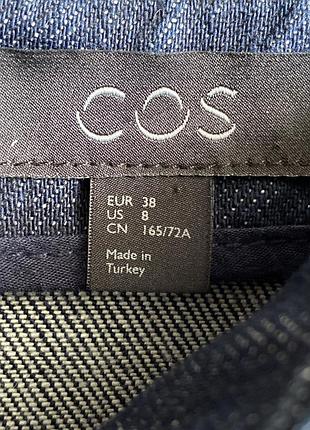 COS
EUR 38
US 8
CN 165/72A
Made in
Turkey